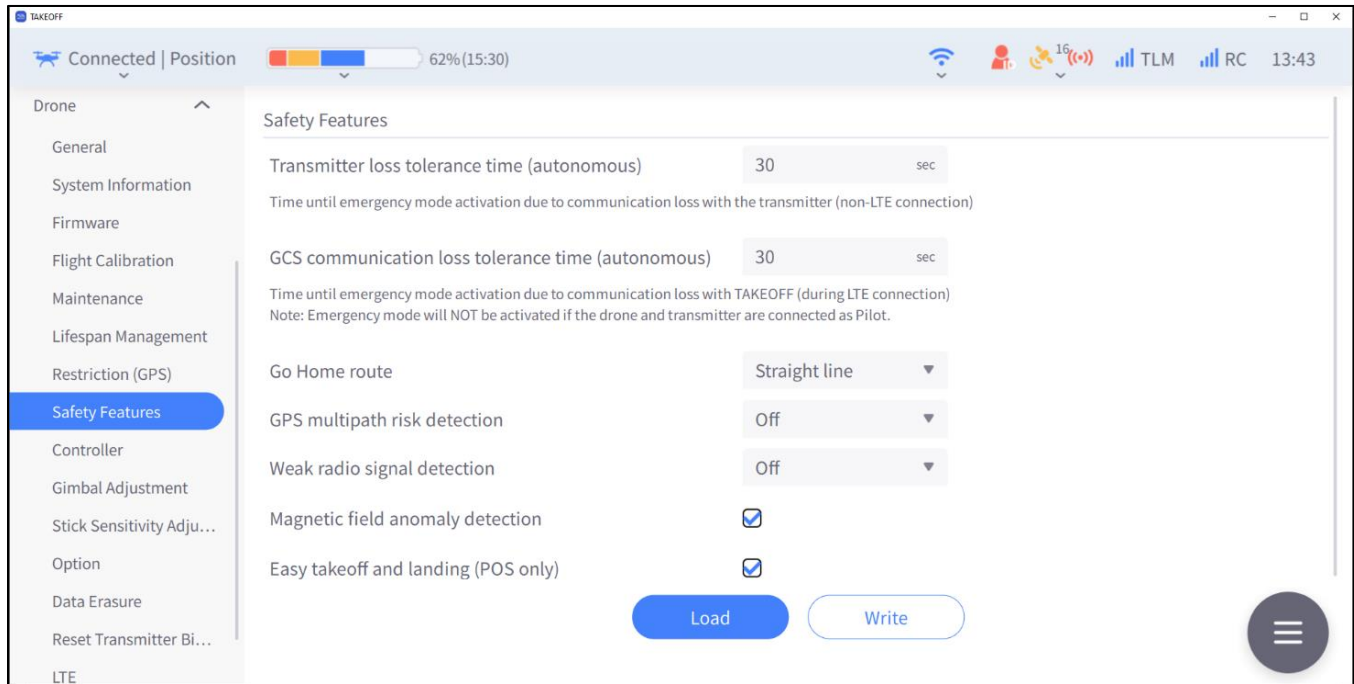 TAKEOFF
Connected | Position
62%(15:30)
16
TLM
RC
13:43
Drone
General
System Information
Firmware
Flight Calibration
Maintenance
Lifespan Management
Restriction (GPS)
Safety Features
Controller
Gimbal Adjustment
Stick Sensitivity Adju...
Option
Data Erasure
Reset Transmitter Bi...
LTE
Safety Features
Transmitter loss tolerance time (autonomous) 30 sec
Time until emergency mode activation due to communication loss with the transmitter (non-LTE connection)
GCS communication loss tolerance time (autonomous) 30 sec
Time until emergency mode activation due to communication loss with TAKEOFF (during LTE connection)
Note: Emergency mode will NOT be activated if the drone and transmitter are connected as Pilot.
Go Home route Straight line
GPS multipath risk detection Off
Weak radio signal detection Off
Magnetic field anomaly detection
Easy takeoff and landing (POS only)
Load Write